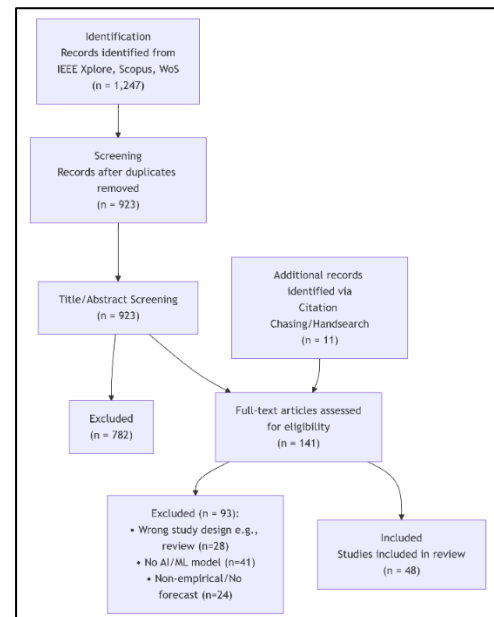 Identification
Records identified from
IEEE Xplore, Scopus, WoS
(n = 1,247)
Screening
Records after duplicates
removed
(n = 923)
Title/Abstract Screening
(n = 923)
Additional records
identified via
Citation
Chasing/Handsearch
(n = 11)
Excluded
(n = 782)
Full-text articles assessed
for eligibility
(n = 141)
Excluded (n = 93):
• Wrong study design e.g.,
review (n=28)
• No AI/ML model (n=41)
• Non-empirical/No
forecast (n=24)
Included
Studies included in review
(n = 48)